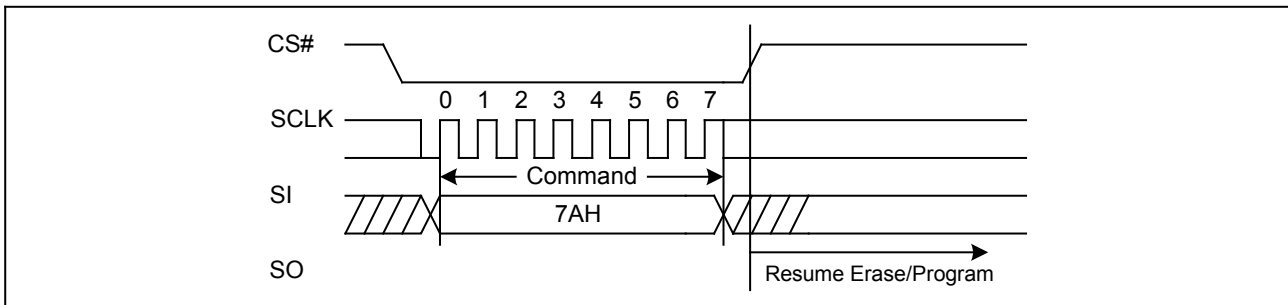 CS#
0 1 2 3 4 5 6 7
SCLK
Command
SI
7AH
SO
Resume Erase/Program